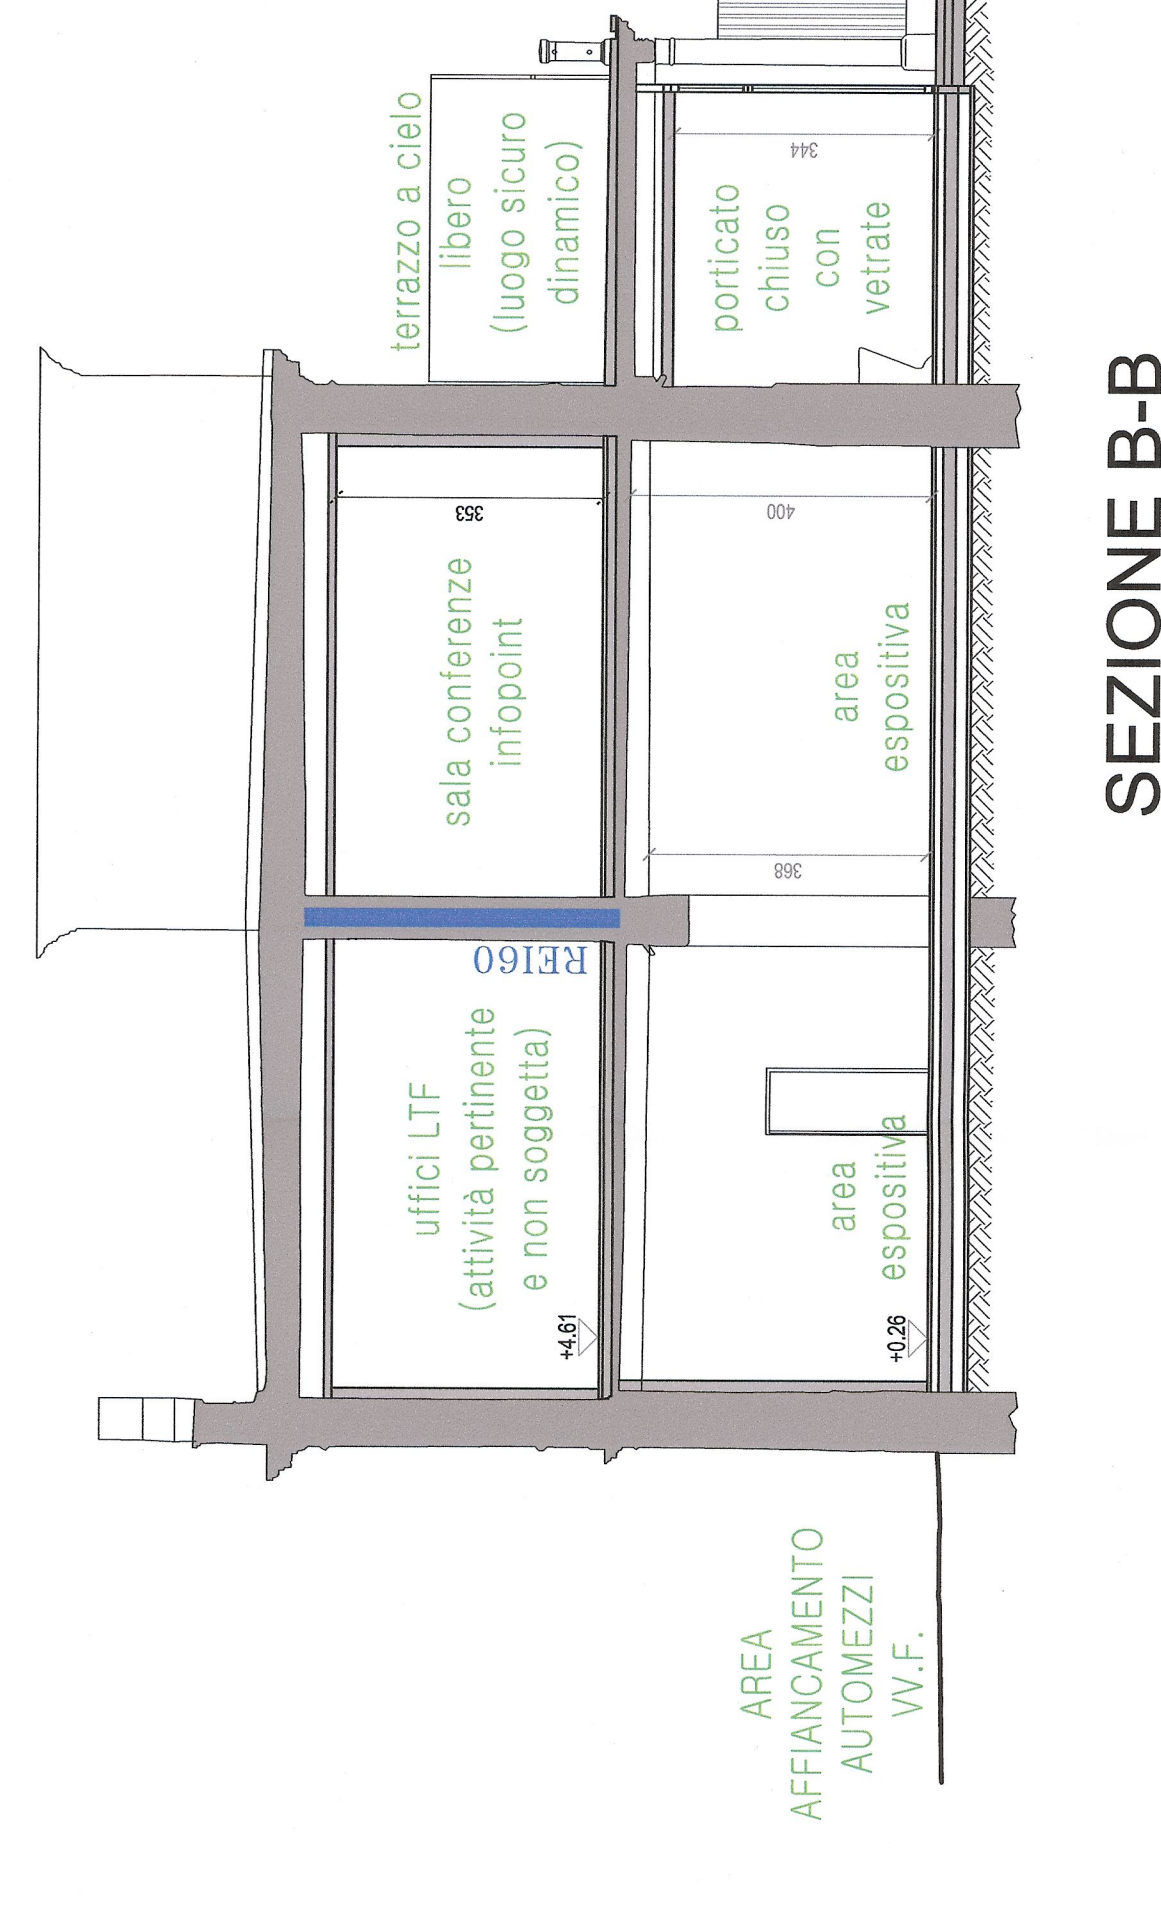 AREA
AFFIANCAMENTO
AUTOMEZZI
VV.F.
uffici LTF
(attività pertinente
e non soggetta)
+4.61
REI60
sala conferenze
infopoint
353
terrazzo a cielo
libero
(luogo sicuro
dinamico)
area
espositiva
+0.26
368
area
espositiva
400
porticato
chiuso
con
vetrate
344
SEZIONE B-B